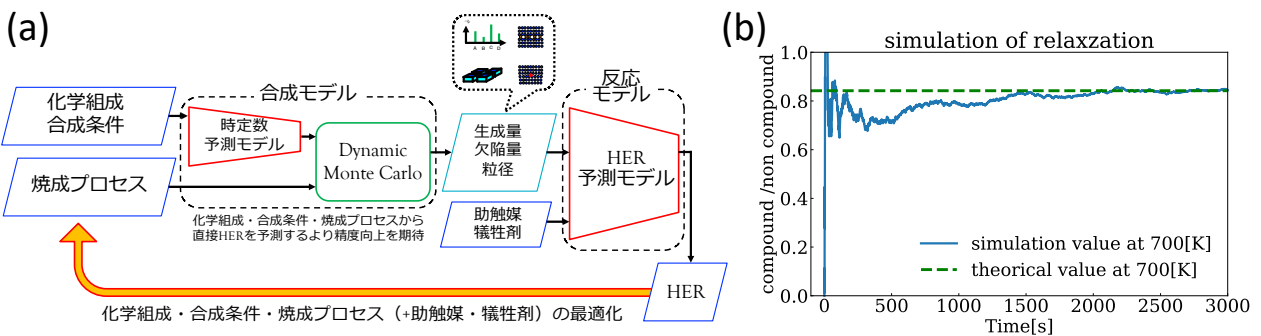 (a)
化学組成
合成条件
焼成プロセス
合成モデル
時定数
予測モデル
Dynamic
Monte Carlo
化学組成・合成条件・焼成プロセスから
直接HERを予測するより精度向上を期待
A B C D
生成量
欠陥量
粒径
助触媒
犠牲剤
反応
モデル
HER
予測モデル
HER
化学組成・合成条件・焼成プロセス（+助触媒・犠牲剤）の最適化
(b)
simulation of relaxzation
compound /non compound
1.0
0.8
0.6
0.4
0.2
0.0
simulation value at 700[K]
theorical value at 700[K]
0 500 1000 1500 2000 2500 3000
Time[s]